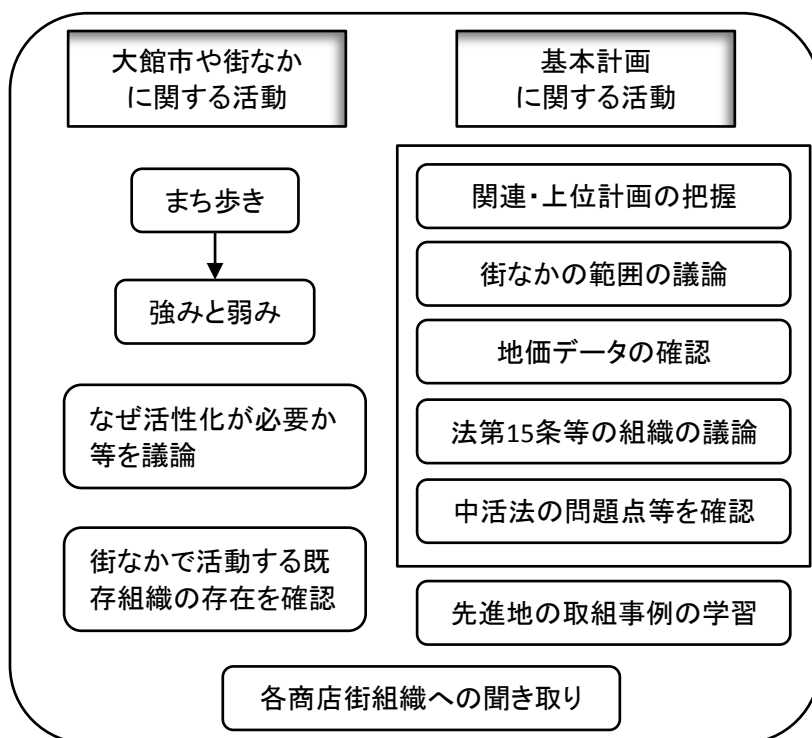 大館市や街なか
に関する活動
まち歩き
強みと弱み
なぜ活性化が必要か
等を議論
街なかで活動する既
存組織の存在を確認
基本計画
に関する活動
関連・上位計画の把握
街なかの範囲の議論
地価データの確認
法第15条等の組織の議論
中活法の問題点等を確認
先進地の取組事例の学習
各商店街組織への聞き取り